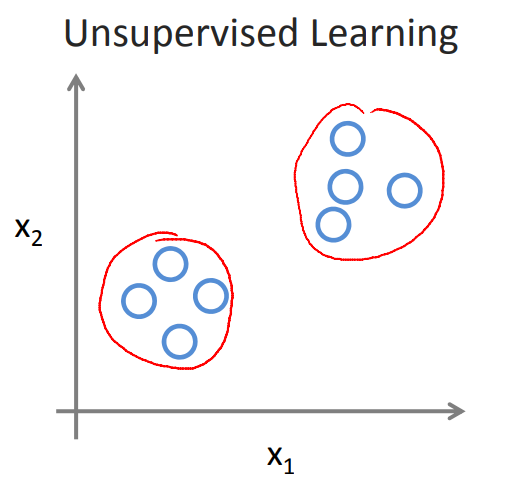 Unsupervised Learning
x₂
x₁